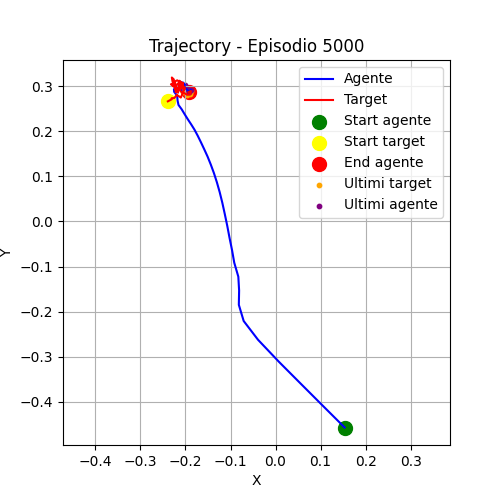 Trajectory - Episodio 5000
Agente
Target
Start agente
Start target
End agente
Ultimi target
Ultimi agente
0.3
0.2
0.1
0.0
−0.1
−0.2
−0.3
−0.4
Y
−0.4 −0.3 −0.2 −0.1 0.0 0.1 0.2 0.3
X